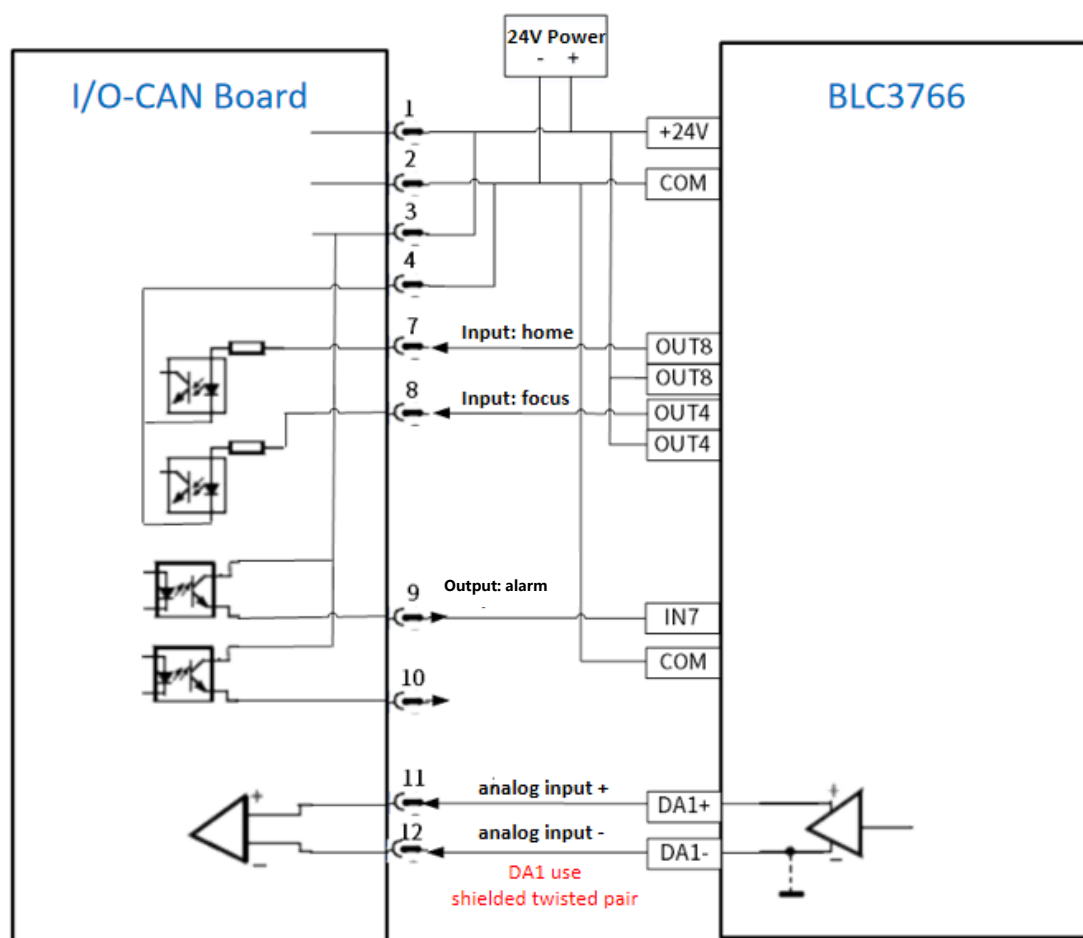 24V Power
- +
I/O-CAN Board
BLC3766
1
+24V
2
COM
3
4
7
Input: home
OUT8
OUT8
8
Input: focus
OUT4
OUT4
9
Output: alarm
IN7
COM
10
11
analog input +
DA1+
+
+
12
analog input -
DA1-
-
-
DA1 use
shielded twisted pair